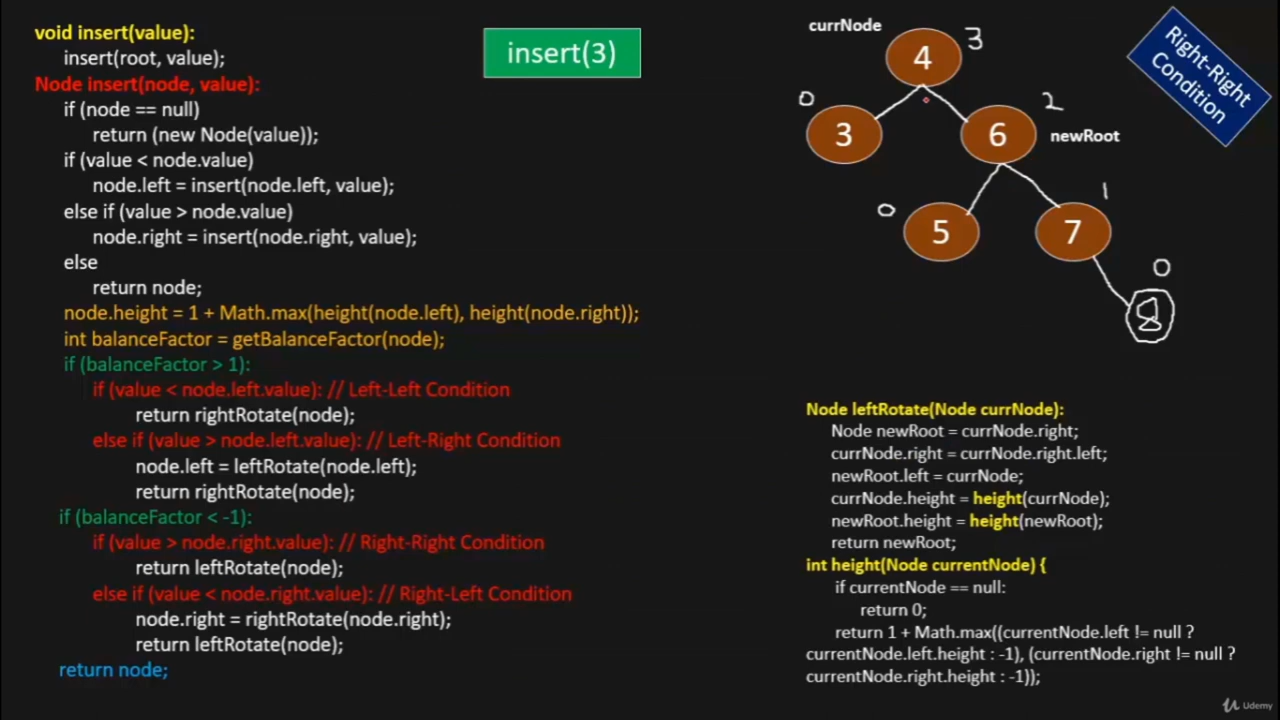 void insert(value):
insert(root, value);
Node insert(node, value):
if (node == null)
return (new Node(value));
if (value < node.value)
node.left = insert(node.left, value);
else if (value > node.value)
node.right = insert(node.right, value);
else
return node;
node.height = 1 + Math.max(height(node.left), height(node.right));
int balanceFactor = getBalanceFactor(node);
if (balanceFactor > 1):
if (value < node.left.value): // Left-Left Condition
return rightRotate(node);
else if (value > node.left.value): // Left-Right Condition
node.left = leftRotate(node.left);
return rightRotate(node);
if (balanceFactor < -1):
if (value > node.right.value): // Right-Right Condition
return leftRotate(node);
else if (value < node.right.value): // Right-Left Condition
node.right = rightRotate(node.right);
return leftRotate(node);
return node;
insert(3)
currNode
4 3
0
3
6 2
newRoot
0
5
7 1
0
8
Right-Right
Condition
Node leftRotate(Node currNode):
Node newRoot = currNode.right;
currNode.right = currNode.right.left;
newRoot.left = currNode;
currNode.height = height(currNode);
newRoot.height = height(newRoot);
return newRoot;
int height(Node currentNode) {
if currentNode == null:
return 0;
return 1 + Math.max((currentNode.left != null ?
currentNode.left.height : -1), (currentNode.right != null ?
currentNode.right.height : -1));
Udemy